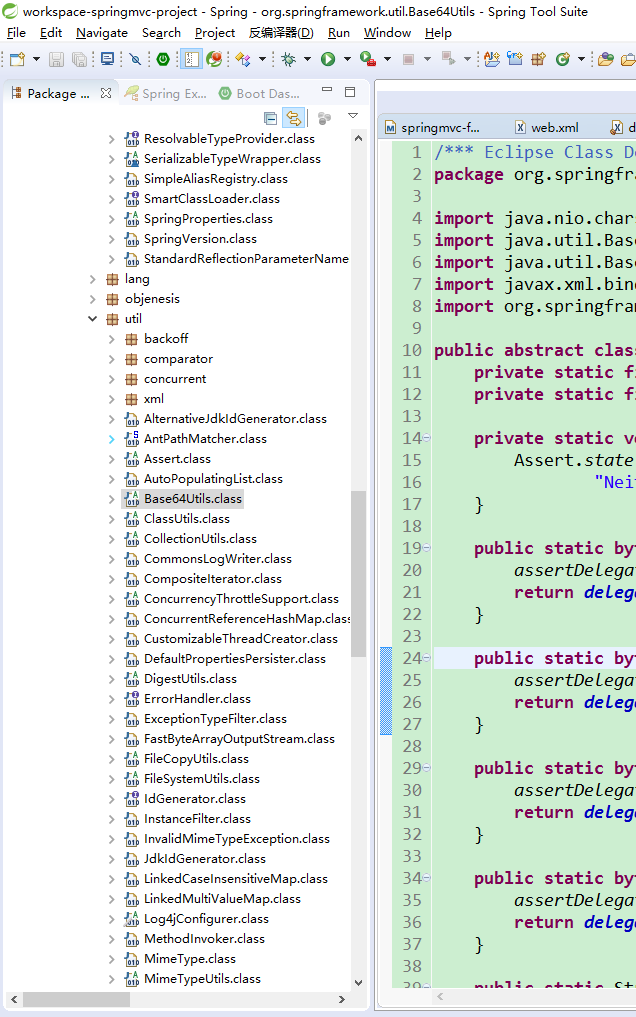 workspace-springmvc-project - Spring - org.springframework.util.Base64Utils - Spring Tool Suite
File Edit Navigate Search Project 反编译器(D) Run Window Help
Package ... Spring Ex... Boot Das...
ResolvableTypeProvider.class
SerializableTypeWrapper.class
SimpleAliasRegistry.class
SmartClassLoader.class
SpringProperties.class
SpringVersion.class
StandardReflectionParameterName
lang
objenesis
util
backoff
comparator
concurrent
xml
AlternativeJdkIdGenerator.class
AntPathMatcher.class
Assert.class
AutoPopulatingList.class
Base64Utils.class
ClassUtils.class
CollectionUtils.class
CommonsLogWriter.class
CompositeIterator.class
ConcurrencyThrottleSupport.class
ConcurrentReferenceHashMap.class
CustomizableThreadCreator.class
DefaultPropertiesPersister.class
DigestUtils.class
ErrorHandler.class
ExceptionTypeFilter.class
FastByteArrayOutputStream.class
FileCopyUtils.class
FileSystemUtils.class
IdGenerator.class
InstanceFilter.class
InvalidMimeTypeException.class
JdkIdGenerator.class
LinkedCaseInsensitiveMap.class
LinkedMultiValueMap.class
Log4jConfigurer.class
MethodInvoker.class
MimeType.class
MimeTypeUtils.class
springmvc-f... web.xml d
1 /*** Eclipse Class De
2 package org.springfra
3
4 import java.nio.chars
5 import java.util.Base
6 import java.util.Base
7 import javax.xml.bind
8 import org.springfram
9
10 public abstract class
11 private static fi
12 private static fi
13
14 private static vo
15 Assert.state(
16 "Neit
17 }
18
19 public static byt
20 assertDelegat
21 return delega
22 }
23
24 public static byt
25 assertDelegat
26 return delega
27 }
28
29 public static byt
30 assertDelegat
31 return delega
32 }
33
34 public static byt
35 assertDelegat
36 return delega
37 }
38
39 public static St